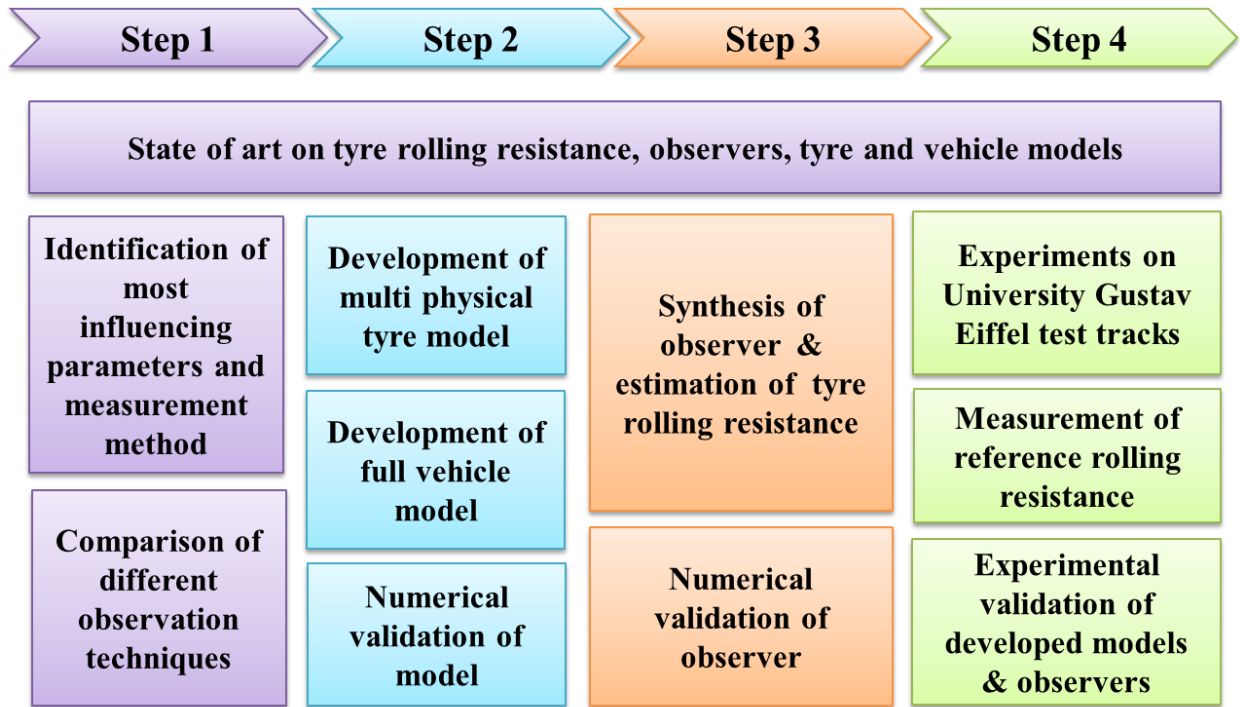 Step 1
Step 2
Step 3
Step 4
State of art on tyre rolling resistance, observers, tyre and vehicle models
Identification of
most
influencing
parameters and
measurement
method
Comparison of
different
observation
techniques
Development of
multi physical
tyre model
Development of
full vehicle
model
Numerical
validation of
model
Synthesis of
observer &
estimation of tyre
rolling resistance
Numerical
validation of
observer
Experiments on
University Gustav
Eiffel test tracks
Measurement of
reference rolling
resistance
Experimental
validation of
developed models
& observers